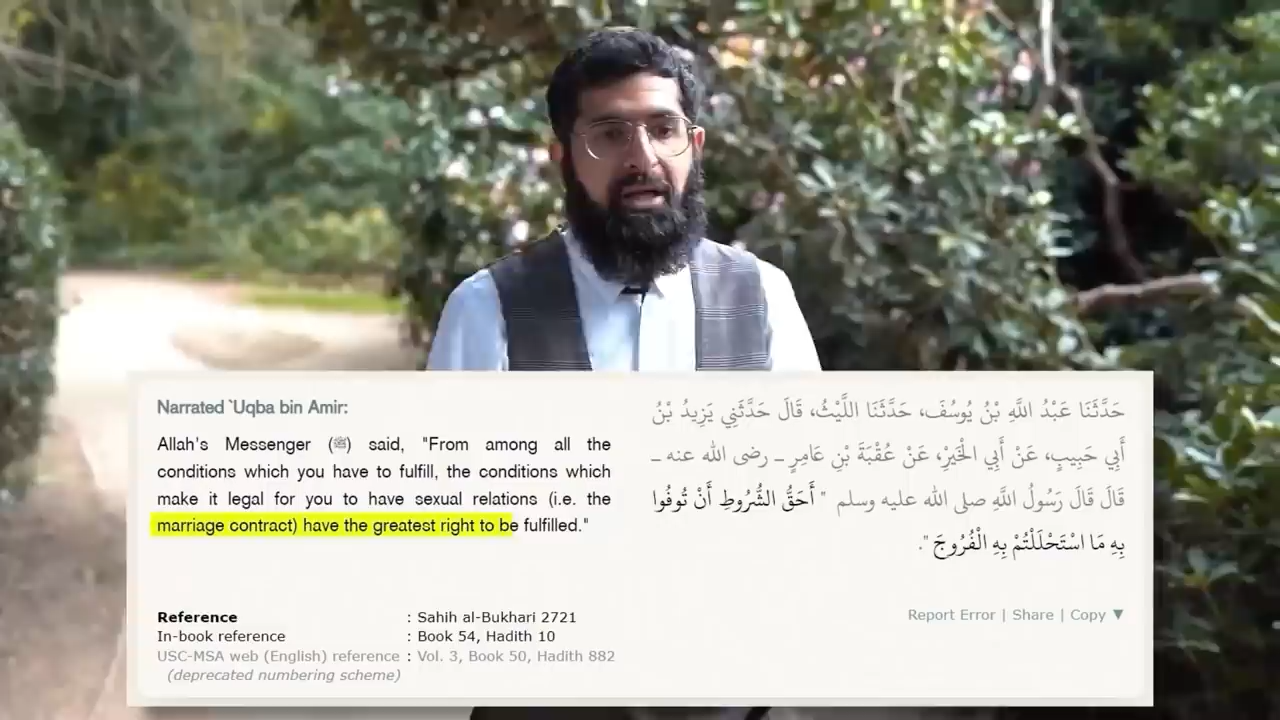 Narrated `Uqba bin Amir:
Allah's Messenger (ﷺ) said, "From among all the
conditions which you have to fulfill, the conditions which
make it legal for you to have sexual relations (i.e. the
marriage contract) have the greatest right to be fulfilled."
حَدَّثَنَا عَبْدُ اللَّهِ بْنُ يُوسُفَ، حَدَّثَنَا اللَّيْثُ، قَالَ حَدَّثَنِي يَزِيدُ بْنُ
أَبِي حَبِيبٍ، عَنْ أَبِي الْخَيْرِ، عَنْ عُقْبَةَ بْنِ عَامِرٍ ـ رضى الله عنه ـ
قَالَ قَالَ رَسُولُ اللَّهِ صلى الله عليه وسلم " أَحَقُّ الشُّرُوطِ أَنْ تُوفُوا
بِهِ مَا اسْتَحْلَلْتُمْ بِهِ الْفُرُوجَ ".
Reference : Sahih al-Bukhari 2721
In-book reference : Book 54, Hadith 10
USC-MSA web (English) reference : Vol. 3, Book 50, Hadith 882
(deprecated numbering scheme)
Report Error | Share | Copy ▼